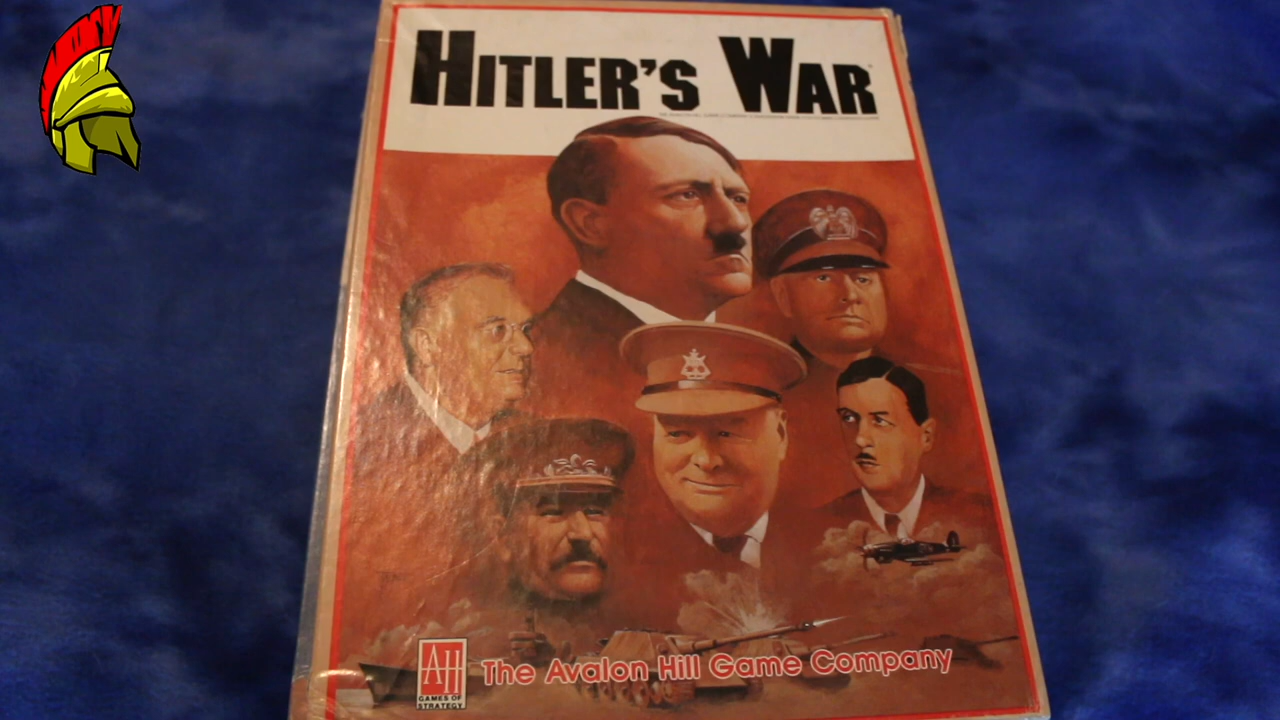 HITLER'S WAR
AH
GAMES OF
STRATEGY
The Avalon Hill Game Company